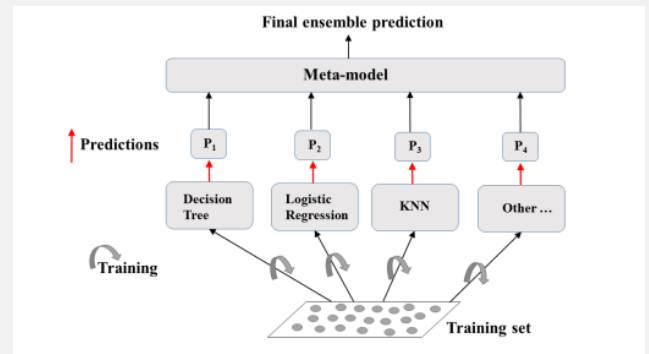 Final ensemble prediction
Meta-model
Predictions
P1
P2
P3
P4
Decision
Tree
Logistic
Regression
KNN
Other ...
Training
Training set